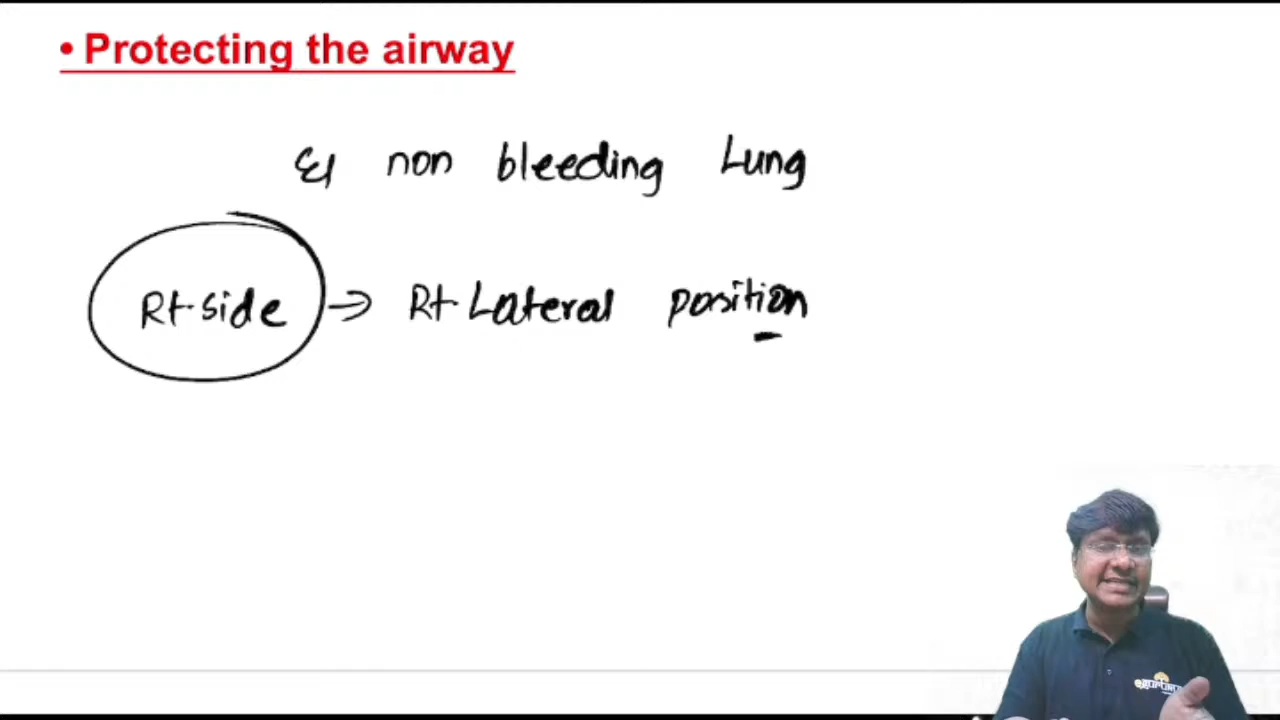 • Protecting the airway
& non bleeding Lung
Rt side → Rt Lateral position